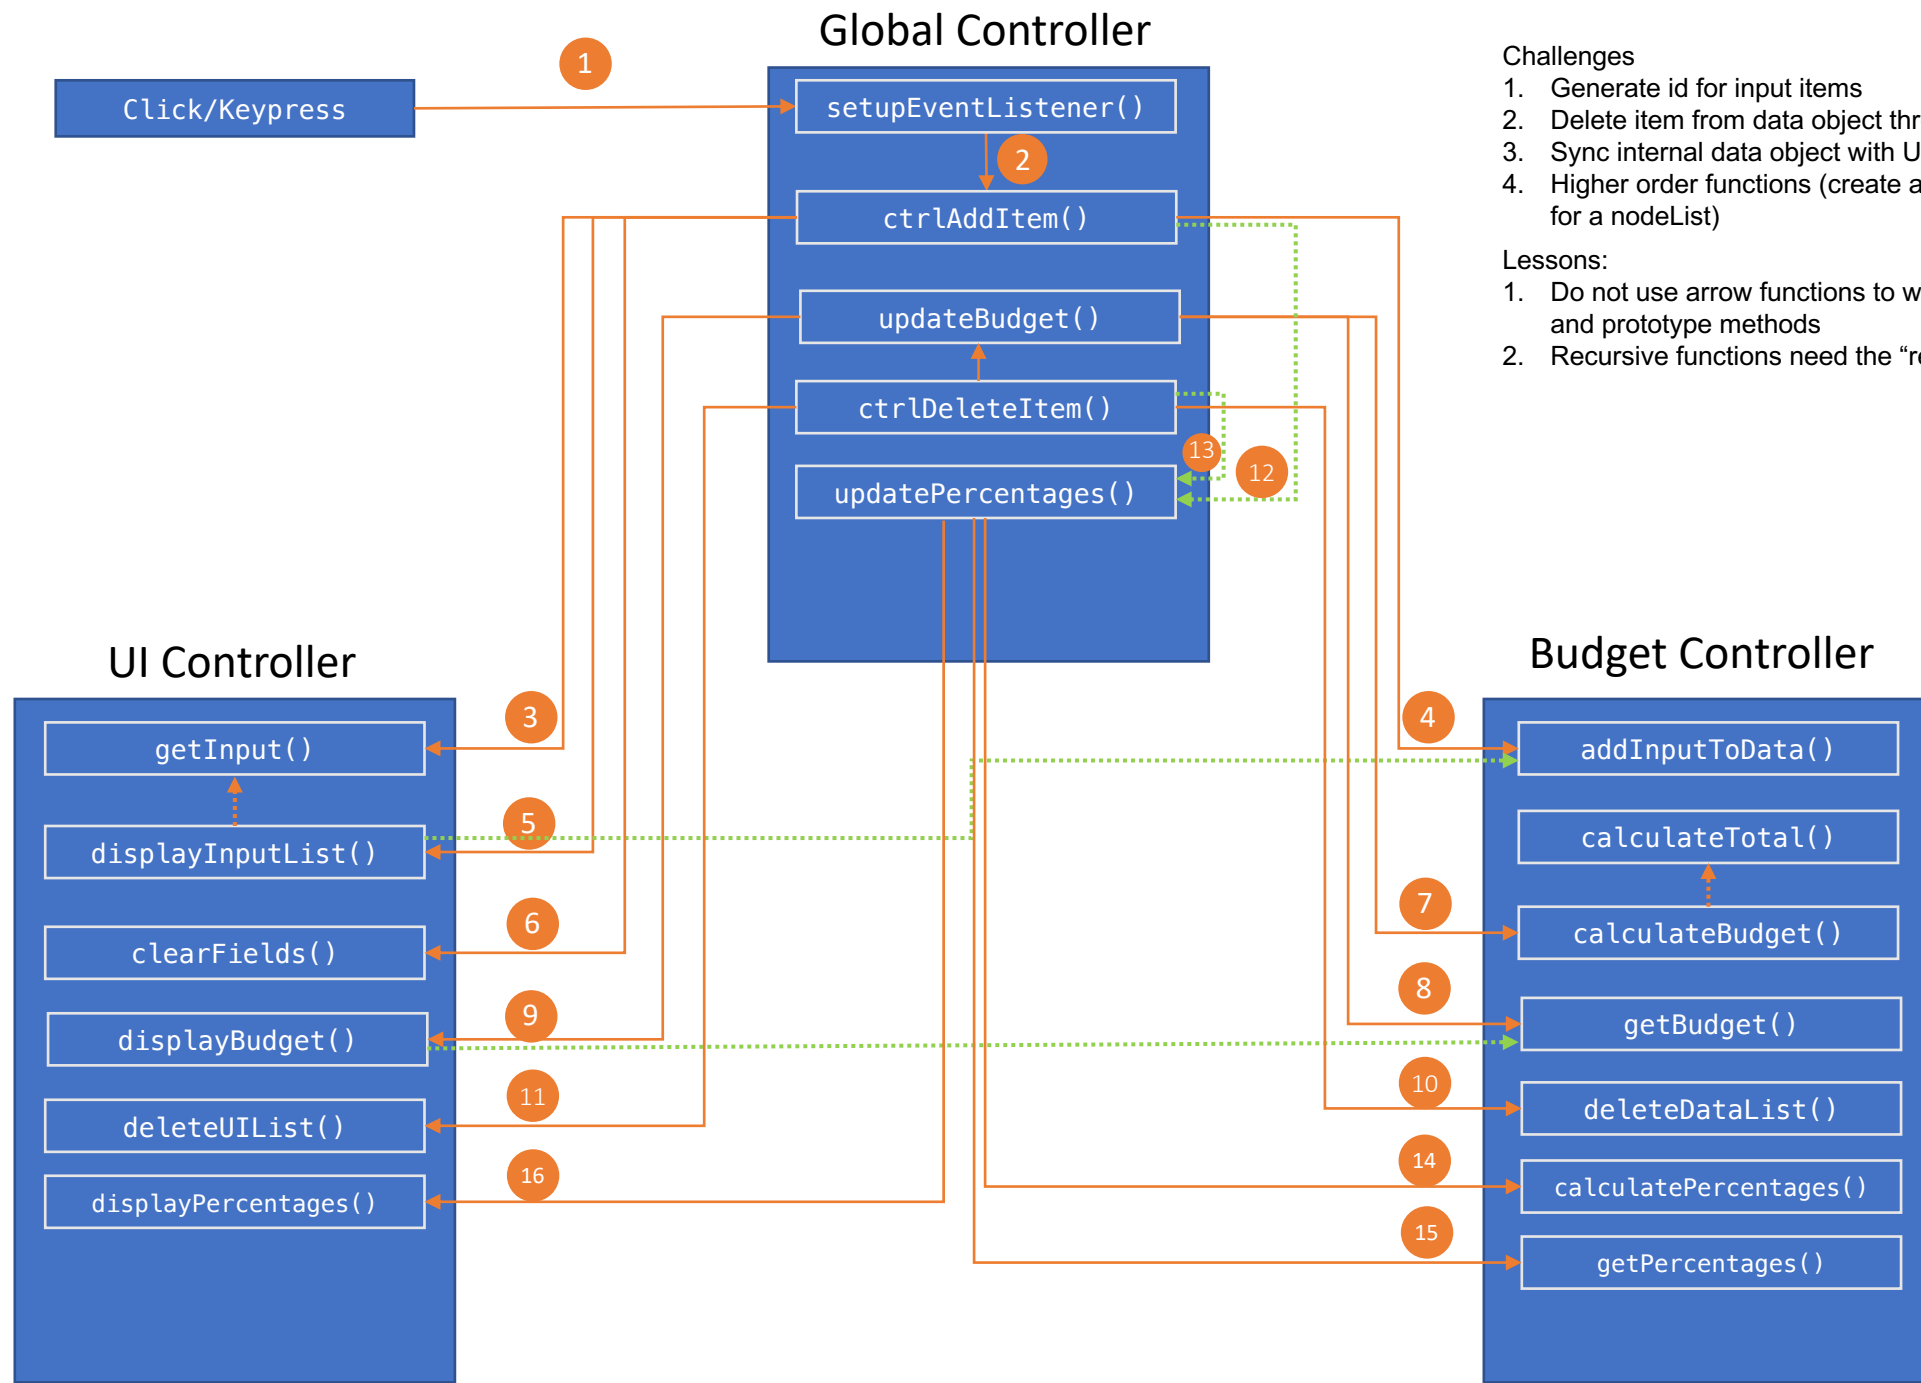 Global Controller
Click/Keypress
1
setupEventListener()
2
ctrlAddItem()
updateBudget()
ctrlDeleteItem()
13
12
updatePercentages()
Challenges
1. Generate id for input items
2. Delete item from data object
3. Sync internal data object with
4. Higher order functions (create
for a nodeList)
Lessons:
1. Do not use arrow functions to
and prototype methods
2. Recursive functions need the
UI Controller
3
getInput()
5
displayInputList()
6
clearFields()
9
displayBudget()
11
deleteUIList()
16
displayPercentages()
Budget Controller
4
addInputToData()
calculateTotal()
7
calculateBudget()
8
getBudget()
10
deleteDataList()
14
calculatePercentages()
15
getPercentages()